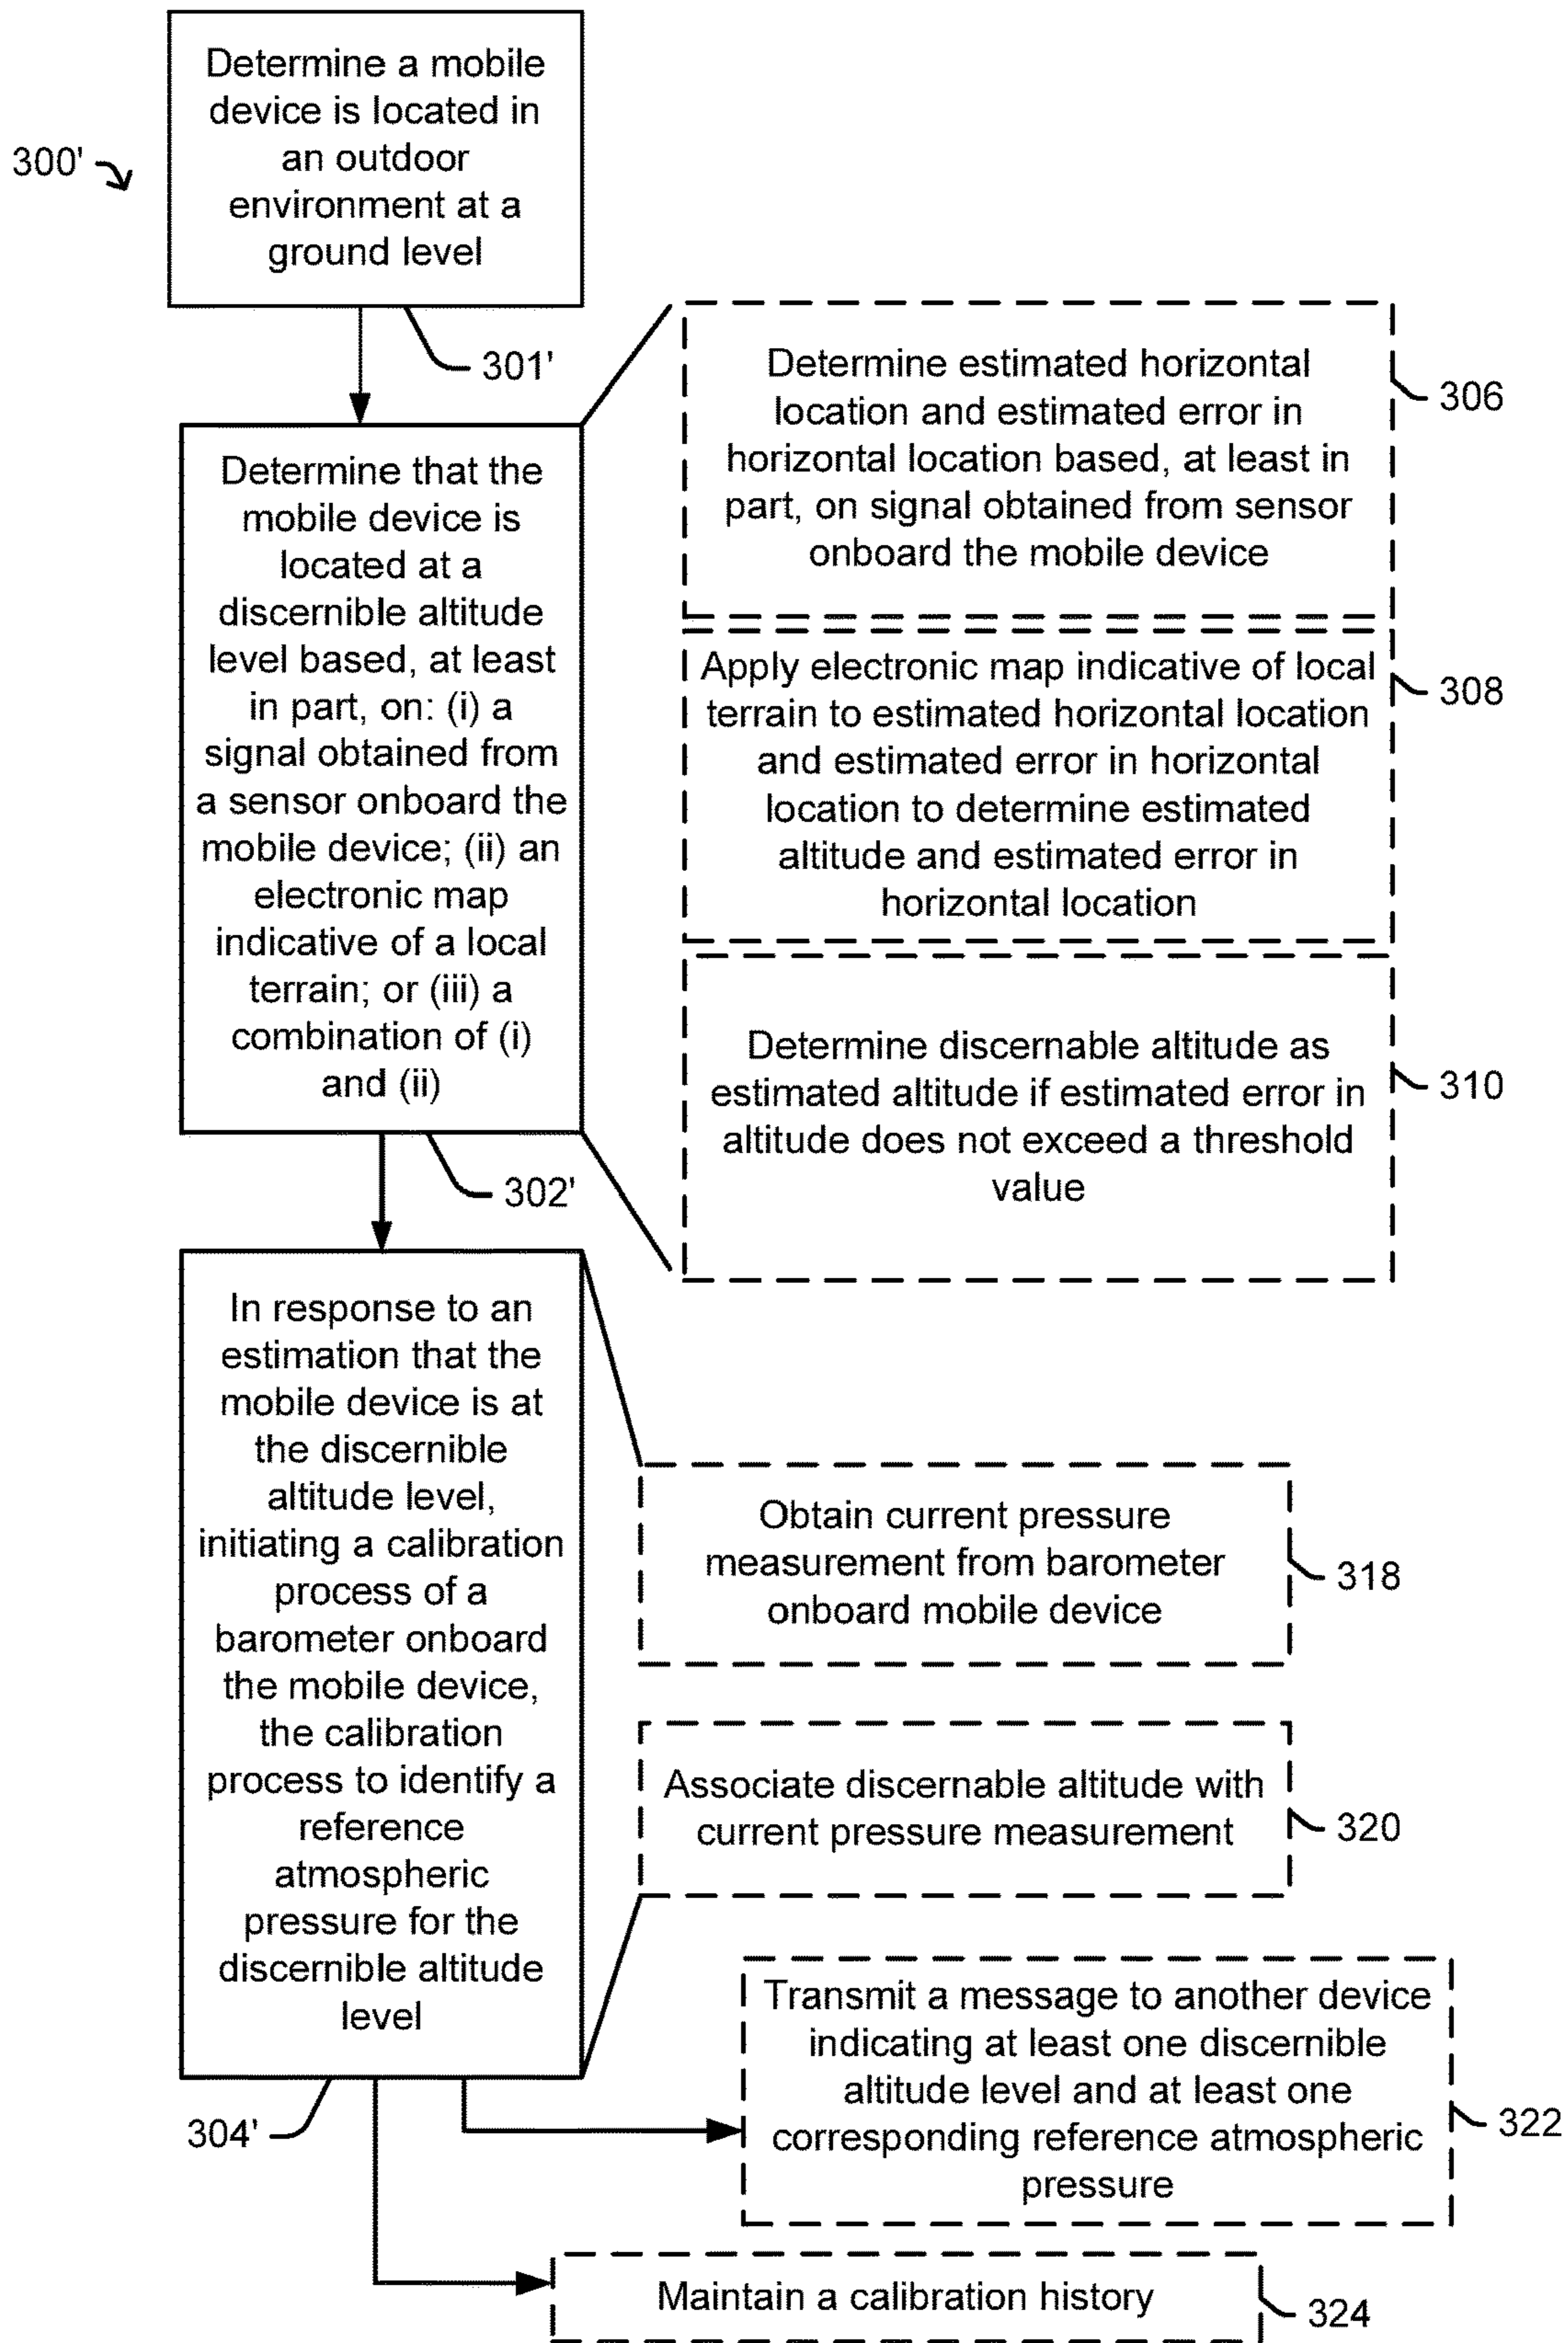 Determine a mobile
device is located in
an outdoor
environment at a
ground level
300'
301'
Determine that the
mobile device is
located at a
discernible altitude
level based, at least
in part, on: (i) a
signal obtained from
a sensor onboard the
mobile device; (ii) an
electronic map
indicative of a local
terrain; or (iii) a
combination of (i)
and (ii)
302'
Determine estimated horizontal
location and estimated error in
horizontal location based, at least in
part, on signal obtained from sensor
onboard the mobile device
306
Apply electronic map indicative of local
terrain to estimated horizontal location
and estimated error in horizontal
location to determine estimated
altitude and estimated error in
horizontal location
308
Determine discernable altitude as
estimated altitude if estimated error in
altitude does not exceed a threshold
value
310
In response to an
estimation that the
mobile device is at
the discernible
altitude level,
initiating a calibration
process of a
barometer onboard
the mobile device,
the calibration
process to identify a
reference
atmospheric
pressure for the
discernible altitude
level
304'
Obtain current pressure
measurement from barometer
onboard mobile device
318
Associate discernable altitude with
current pressure measurement
320
Transmit a message to another device
indicating at least one discernible
altitude level and at least one
corresponding reference atmospheric
pressure
322
Maintain a calibration history
324